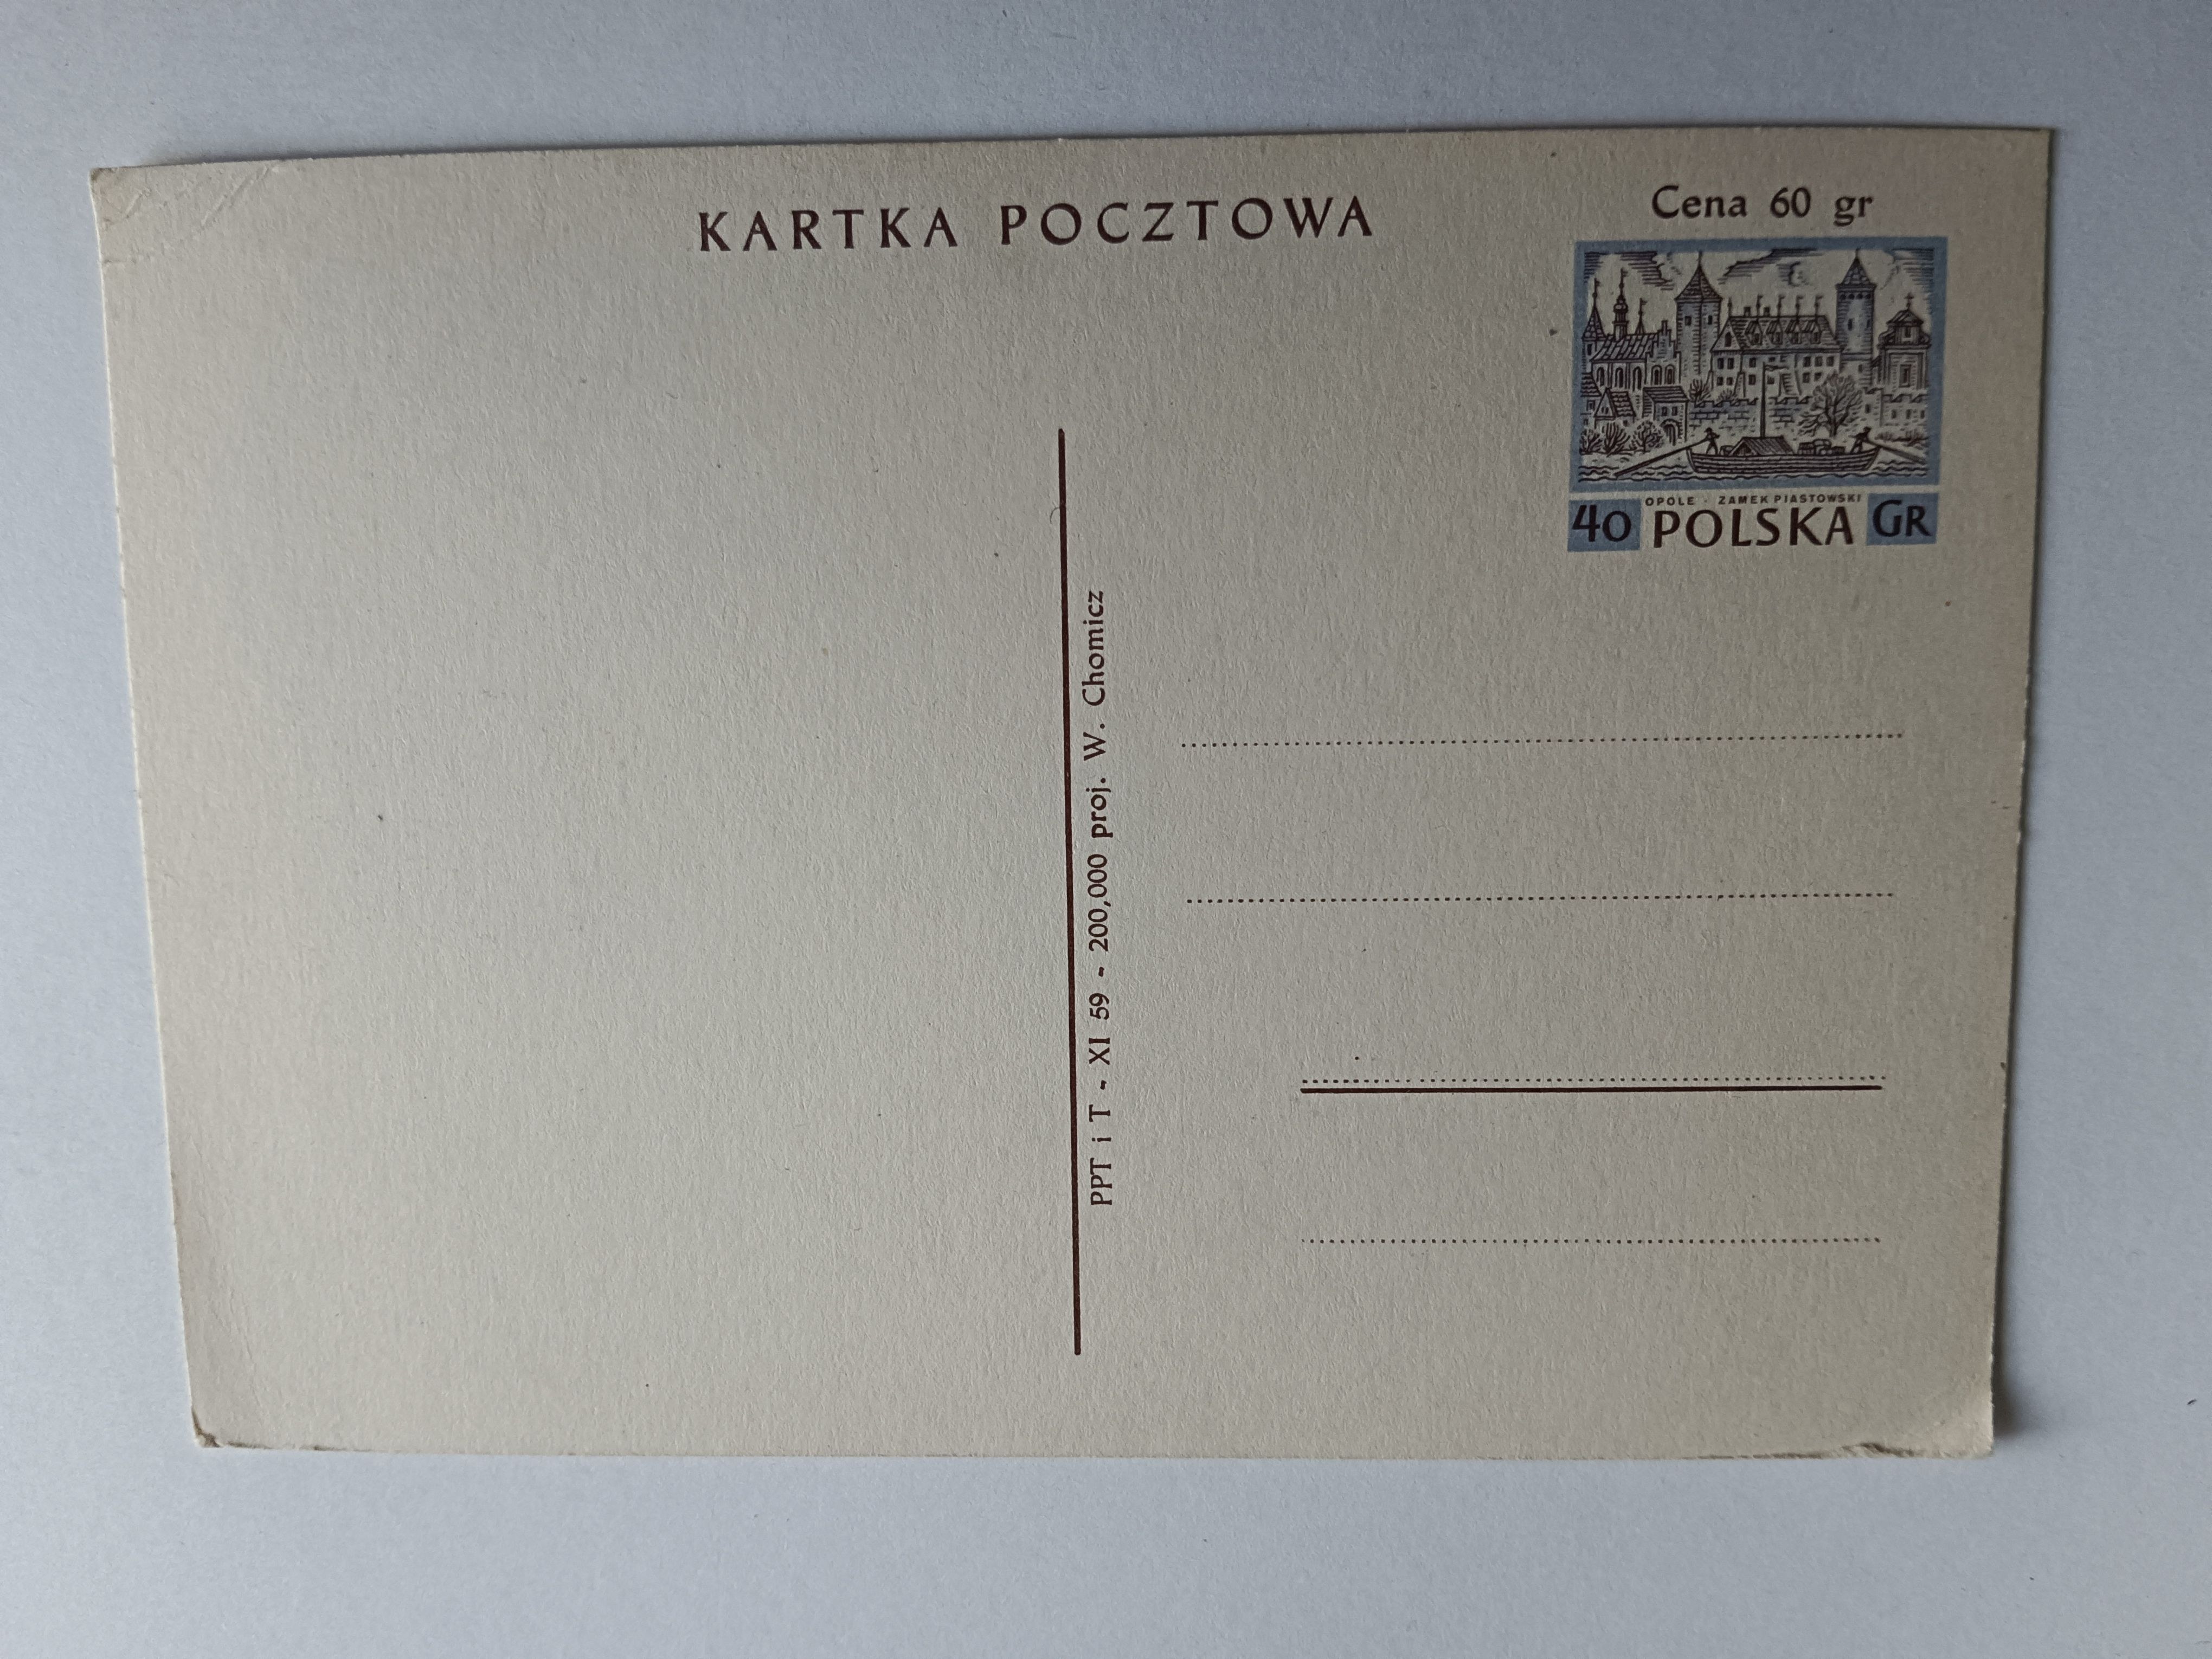 KARTKA POCZTOWA
Cena 60 gr
OPOLE - ZAMEK PIASTOWSKI
40 POLSKA GR
PPT i T - XI 59 - 200,000 proj. W. Chomicz